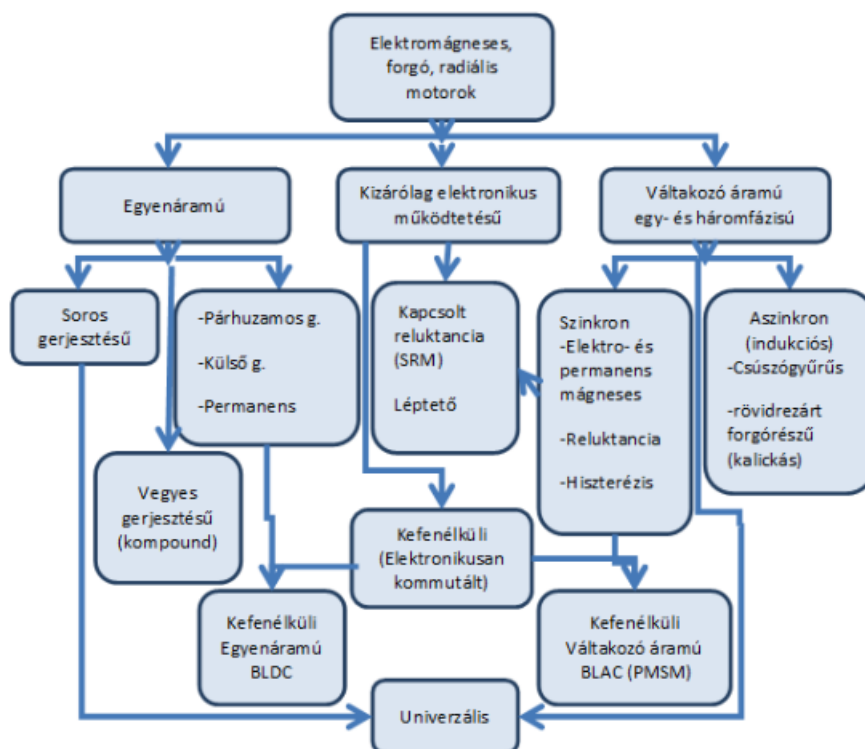 Elektromágneses,
forgó, radiális
motorok
Egyenáramú
Kizárólag elektronikus
működtetésű
Váltakozó áramú
egy- és háromfázisú
Soros
gerjesztésű
-Párhuzamos g.
-Külső g.
-Permanens
Kapcsolt
reluktancia
(SRM)
Léptető
Szinkron
-Elektro- és
permanens
mágneses
-Reluktancia
-Hiszterézis
Aszinkron
(indukciós)
-Csúszógyűrűs
-rövidrezárt
forgórészű
(kalickás)
Vegyes
gerjesztésű
(kompound)
Kefenélküli
(Elektronikusan
kommutált)
Kefenélküli
Egyenáramú
BLDC
Kefenélküli
Váltakozó áramú
BLAC (PMSM)
Univerzális